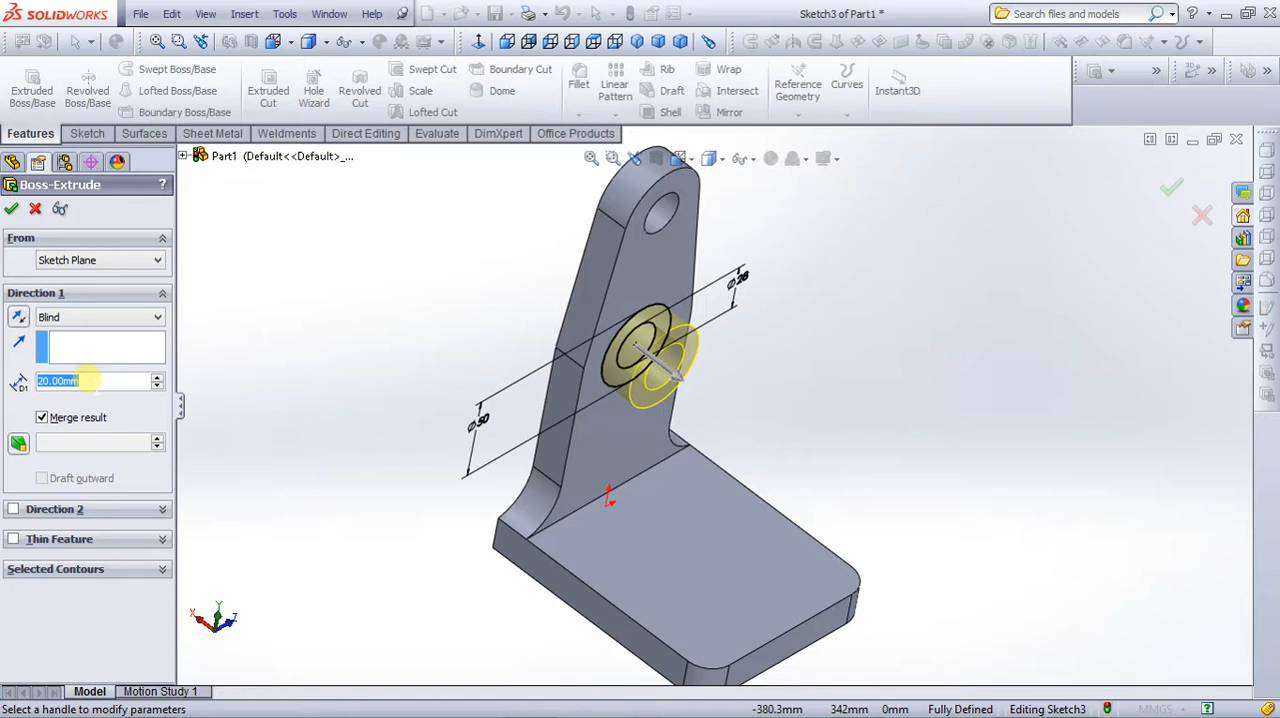 SOLIDWORKS File Edit View Insert Tools Window Help Sketch3 of Part1 * Search files and models
Extruded Boss/Base
Revolved Boss/Base
Swept Boss/Base
Lofted Boss/Base
Boundary Boss/Base
Extruded Cut
Hole Wizard
Revolved Cut
Swept Cut
Scale
Lofted Cut
Boundary Cut
Dome
Fillet
Linear Pattern
Rib
Draft
Shell
Wrap
Intersect
Mirror
Reference Geometry
Curves
Instant3D
Features Sketch Surfaces Sheet Metal Weldments Direct Editing Evaluate DimXpert Office Products
Part1 (Default<<Default>_...
Boss-Extrude ?
From
Sketch Plane
Direction 1
Blind
D1 20.00mm
Merge result
Draft outward
Direction 2
Thin Feature
Selected Contours
Ø28
Ø50
Y
X
Z
Model Motion Study 1
Select a handle to modify parameters -380.3mm 342mm 0mm Fully Defined Editing Sketch3 MMGS